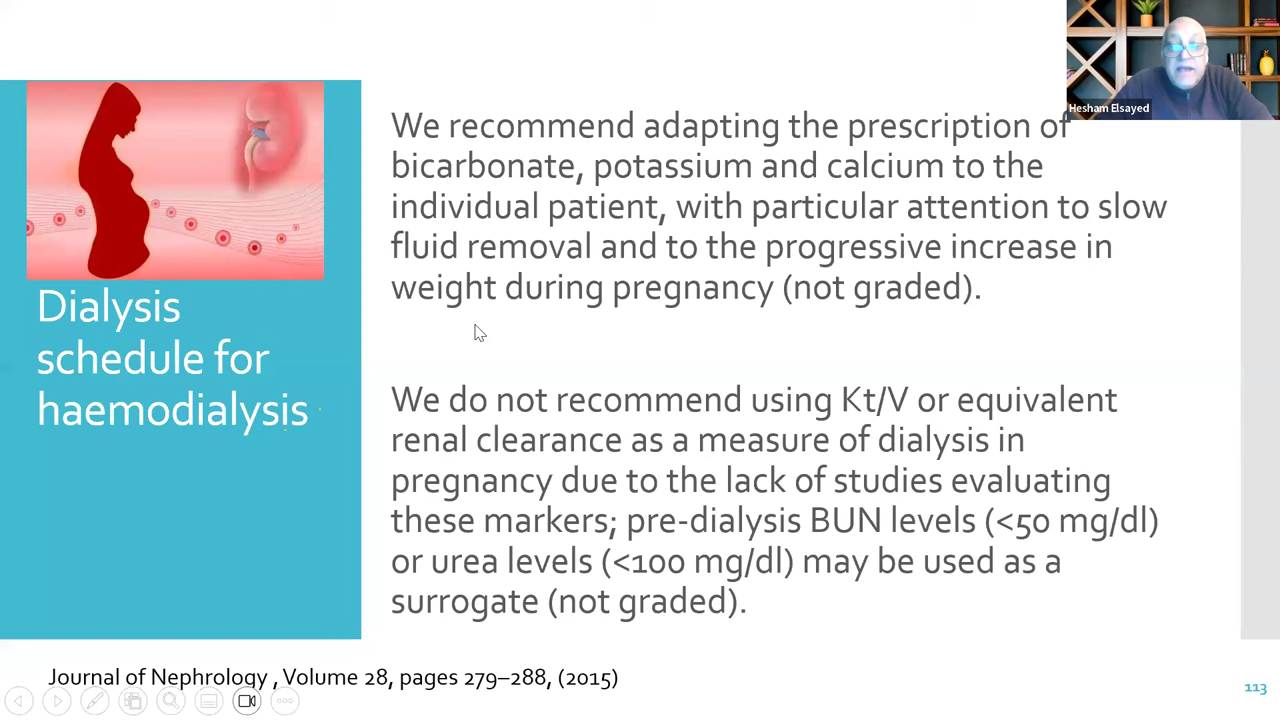 Hesham Elsayed
We recommend adapting the prescription of
bicarbonate, potassium and calcium to the
individual patient, with particular attention to slow
fluid removal and to the progressive increase in
weight during pregnancy (not graded).
Dialysis
schedule for
haemodialysis
We do not recommend using Kt/V or equivalent
renal clearance as a measure of dialysis in
pregnancy due to the lack of studies evaluating
these markers; pre-dialysis BUN levels (<50 mg/dl)
or urea levels (<100 mg/dl) may be used as a
surrogate (not graded).
Journal of Nephrology , Volume 28, pages 279–288, (2015)
113